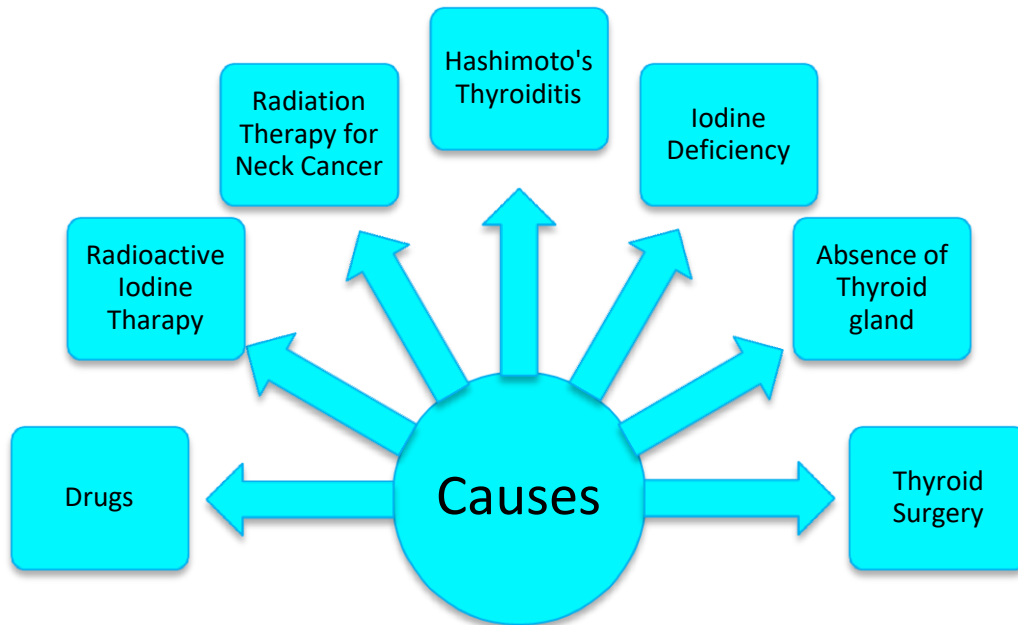 Hashimoto's
Thyroiditis
Radiation
Therapy for
Neck Cancer
Iodine
Deficiency
Radioactive
Iodine
Tharapy
Absence of
Thyroid
gland
Drugs
Causes
Thyroid
Surgery